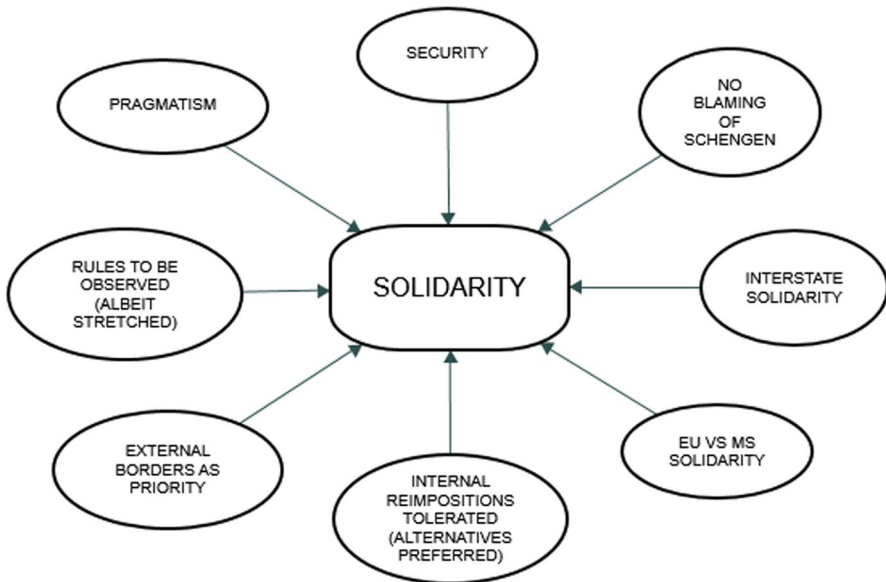 SECURITY
PRAGMATISM
NO
BLAMING
OF
SCHENGEN
RULES TO BE
OBSERVED
(ALBEIT
STRETCHED)
SOLIDARITY
INTERSTATE
SOLIDARITY
EXTERNAL
BORDERS AS
PRIORITY
INTERNAL
REIMPOSITIONS
TOLERATED
(ALTERNATIVES
PREFERRED)
EU VS MS
SOLIDARITY